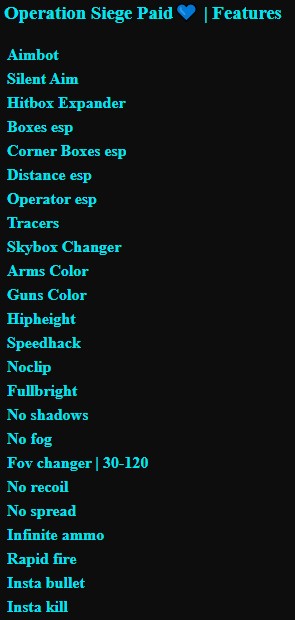 Operation Siege Paid 💙 | Features
Aimbot
Silent Aim
Hitbox Expander
Boxes esp
Corner Boxes esp
Distance esp
Operator esp
Tracers
Skybox Changer
Arms Color
Guns Color
Hipheight
Speedhack
Noclip
Fullbright
No shadows
No fog
Fov changer | 30-120
No recoil
No spread
Infinite ammo
Rapid fire
Insta bullet
Insta kill